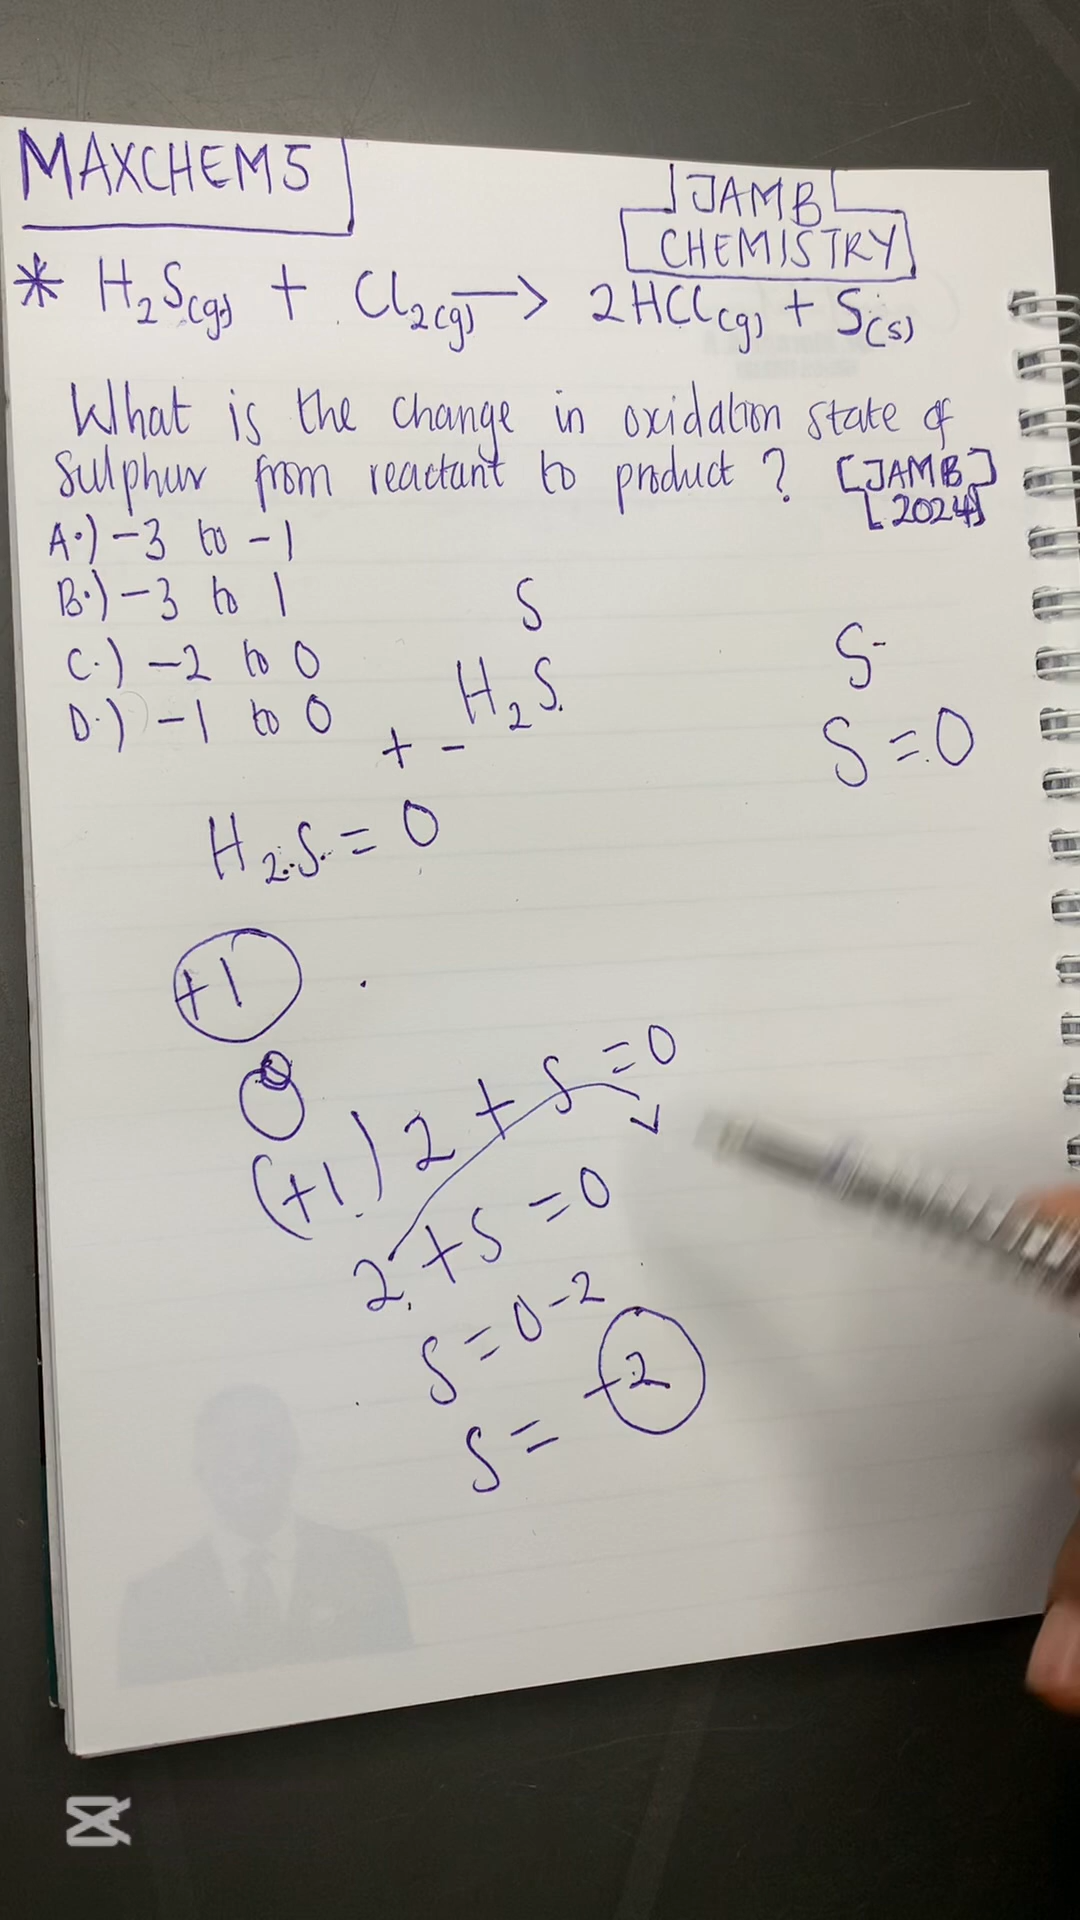 MAXCHEM5
JAMB
CHEMISTRY
* H₂S(g) + Cl₂(g) → 2HCl(g) + S(s)
What is the change in oxidation state of
Sulphur from reactant to product ? [JAMB]
[2024]
A.) -3 to -1
B.) -3 to 1
C.) -2 to 0
D.) -1 to 0
S
H₂S
+ -
S-
S = 0
H₂S = 0
+1
(+1) 2 + S = 0
2 + S = 0
S = 0 - 2
S = -2